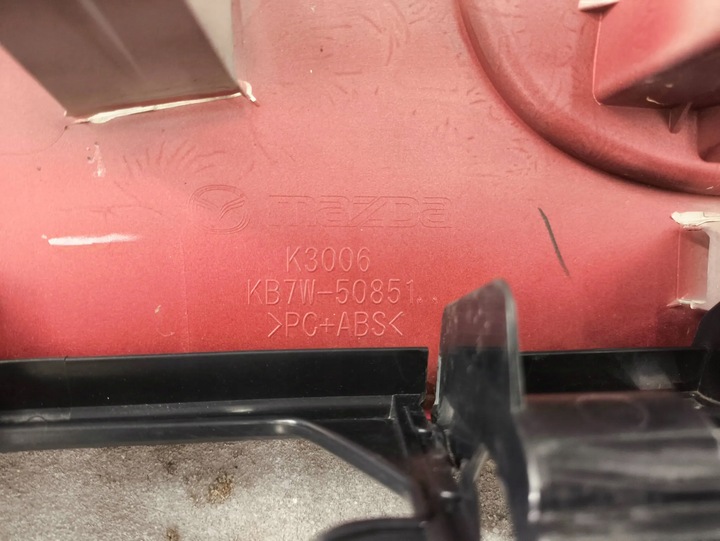 mazda
K3006
KB7W-50851..
>PC+ABS<